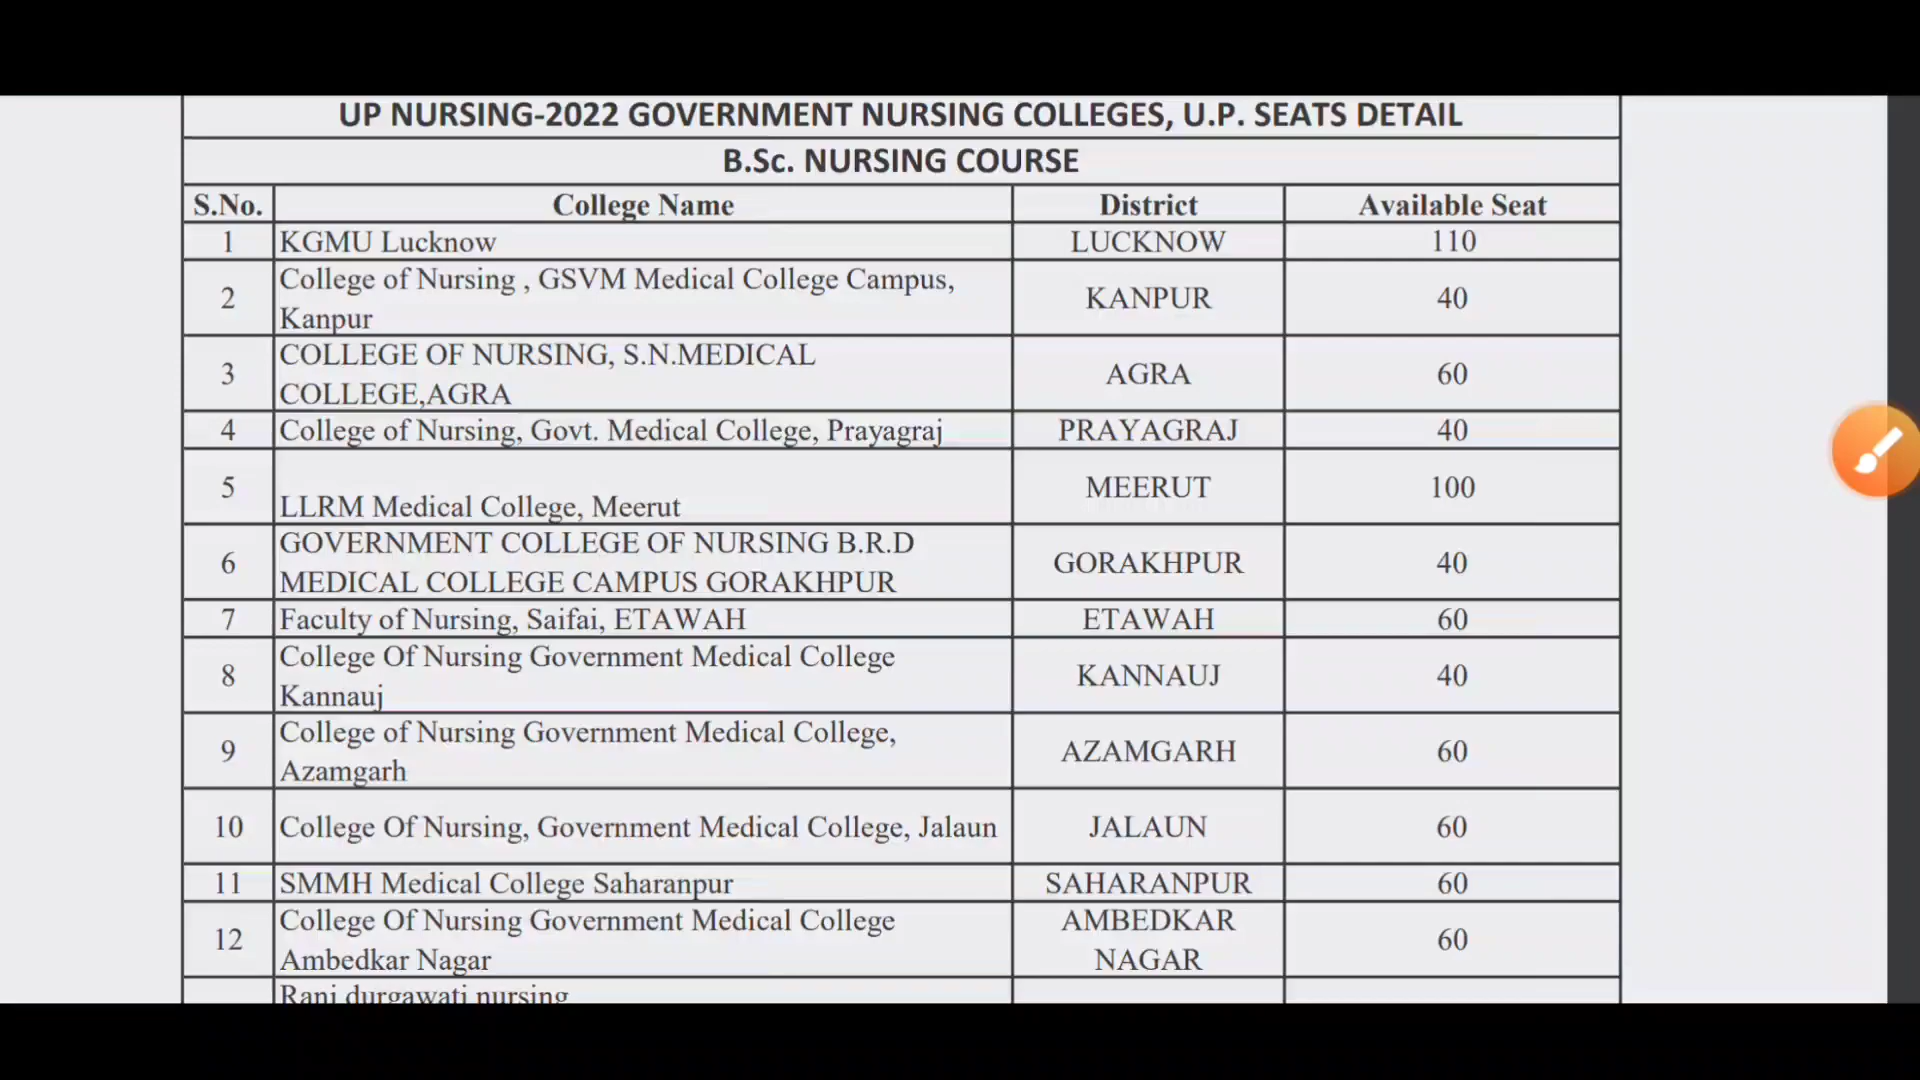 UP NURSING-2022 GOVERNMENT NURSING COLLEGES, U.P. SEATS DETAIL
B.Sc. NURSING COURSE
S.No. College Name District Available Seat
1 KGMU Lucknow LUCKNOW 110
2 College of Nursing , GSVM Medical College Campus, Kanpur KANPUR 40
3 COLLEGE OF NURSING, S.N.MEDICAL COLLEGE,AGRA AGRA 60
4 College of Nursing, Govt. Medical College, Prayagraj PRAYAGRAJ 40
5 LLRM Medical College, Meerut MEERUT 100
6 GOVERNMENT COLLEGE OF NURSING B.R.D MEDICAL COLLEGE CAMPUS GORAKHPUR GORAKHPUR 40
7 Faculty of Nursing, Saifai, ETAWAH ETAWAH 60
8 College Of Nursing Government Medical College Kannauj KANNAUJ 40
9 College of Nursing Government Medical College, Azamgarh AZAMGARH 60
10 College Of Nursing, Government Medical College, Jalaun JALAUN 60
11 SMMH Medical College Saharanpur SAHARANPUR 60
12 College Of Nursing Government Medical College Ambedkar Nagar AMBEDKAR NAGAR 60
Rani durgawati nursing